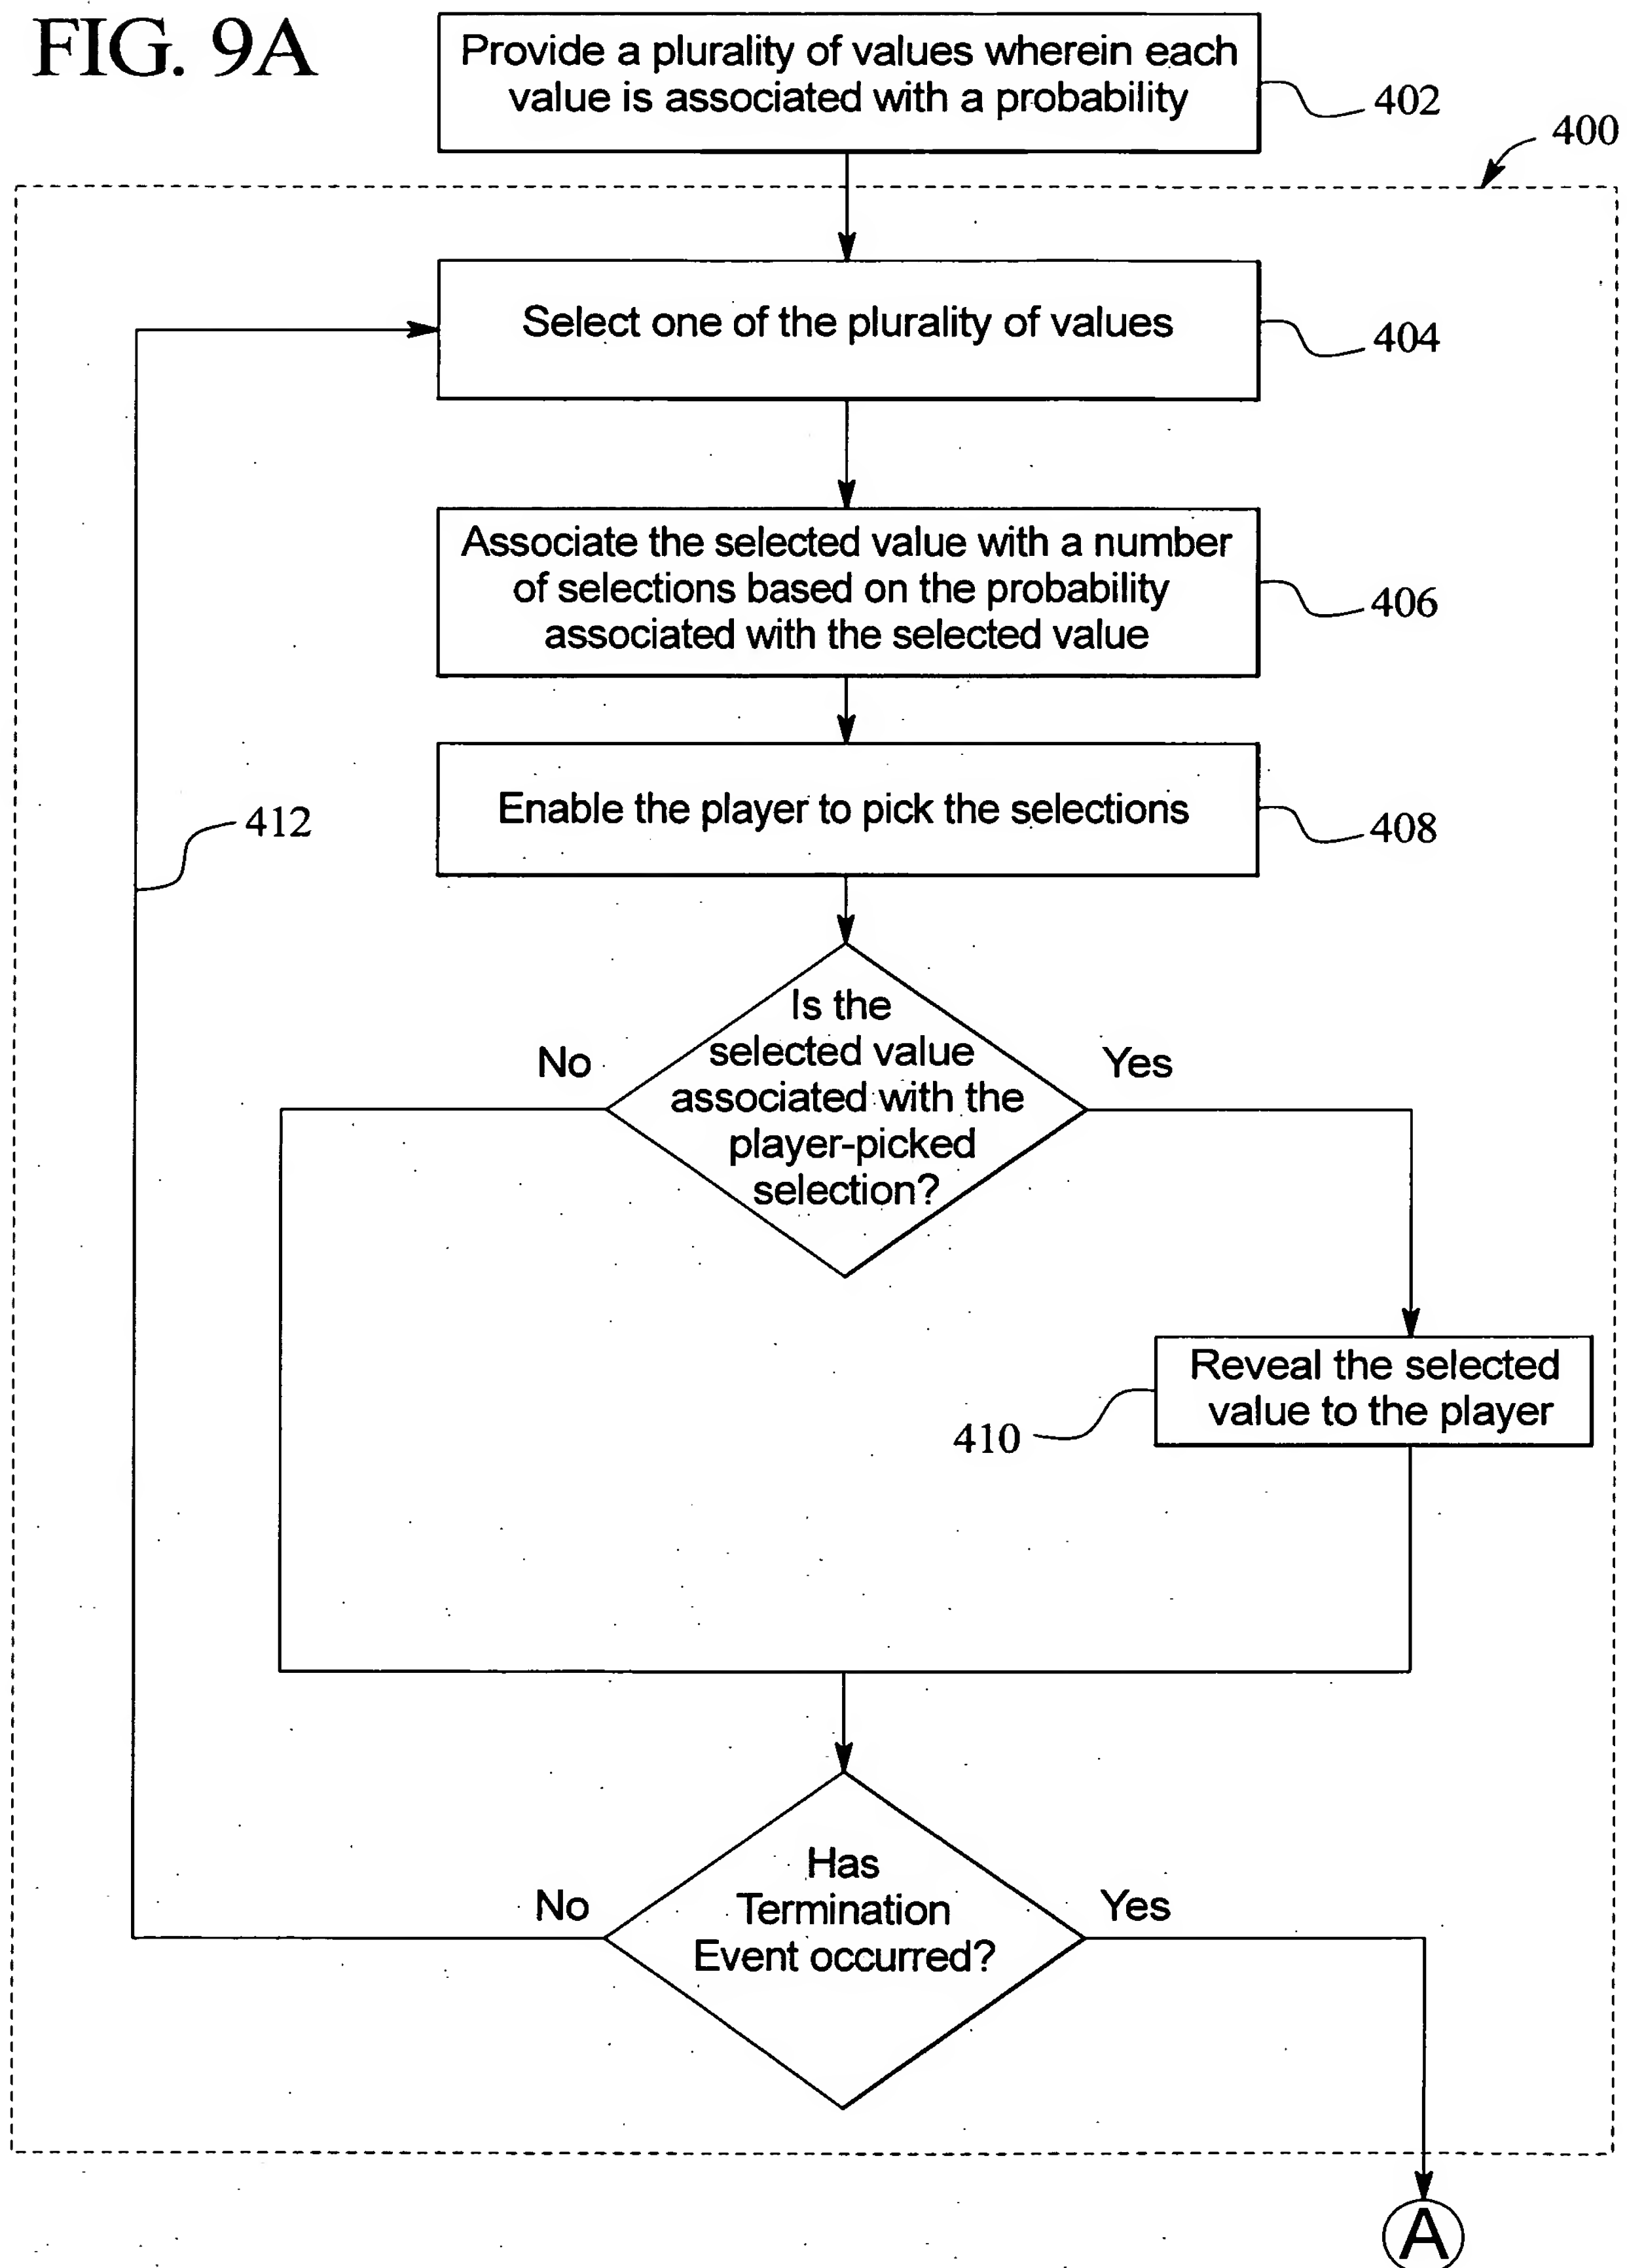 FIG. 9A
Provide a plurality of values wherein each
value is associated with a probability
402
400
Select one of the plurality of values
404
Associate the selected value with a number
of selections based on the probability
associated with the selected value
406
Enable the player to pick the selections
408
412
Is the
selected value
associated with the
player-picked
selection?
No
Yes
Reveal the selected
value to the player
410
Has
Termination
Event occurred?
No
Yes
A